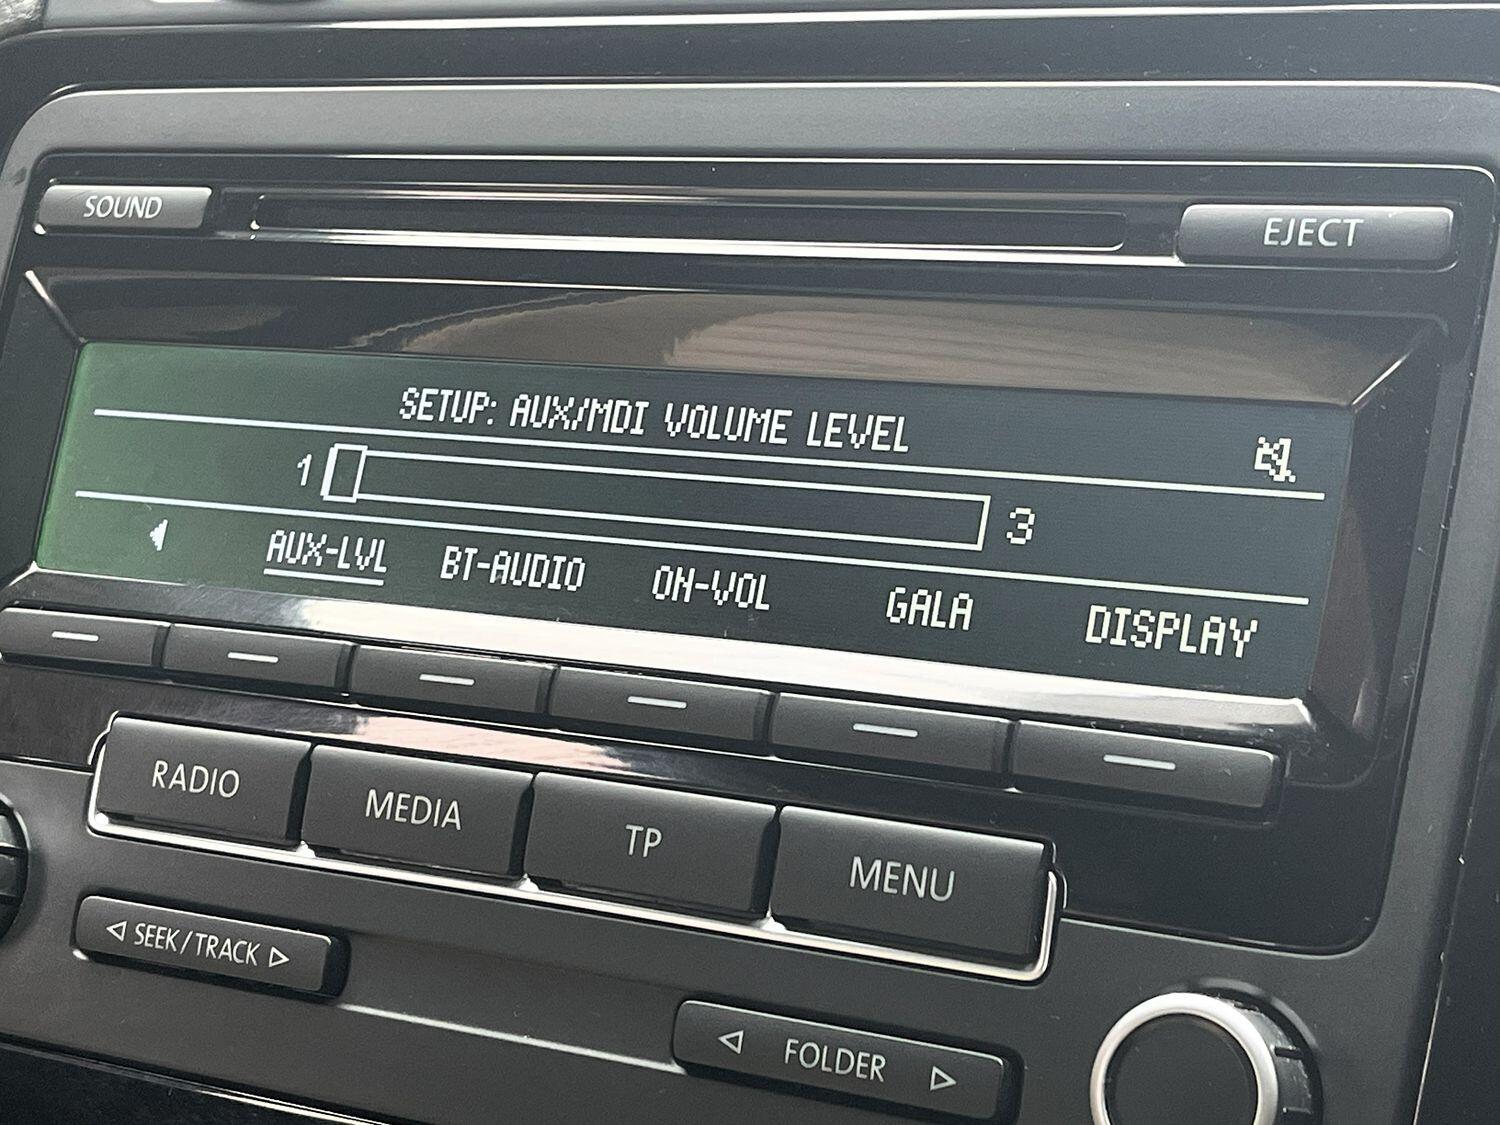 SOUND
EJECT
SETUP: AUX/MDI VOLUME LEVEL
1 3
AUX-LVL BT-AUDIO ON-VOL GALA DISPLAY
RADIO MEDIA TP MENU
SEEK/TRACK
FOLDER